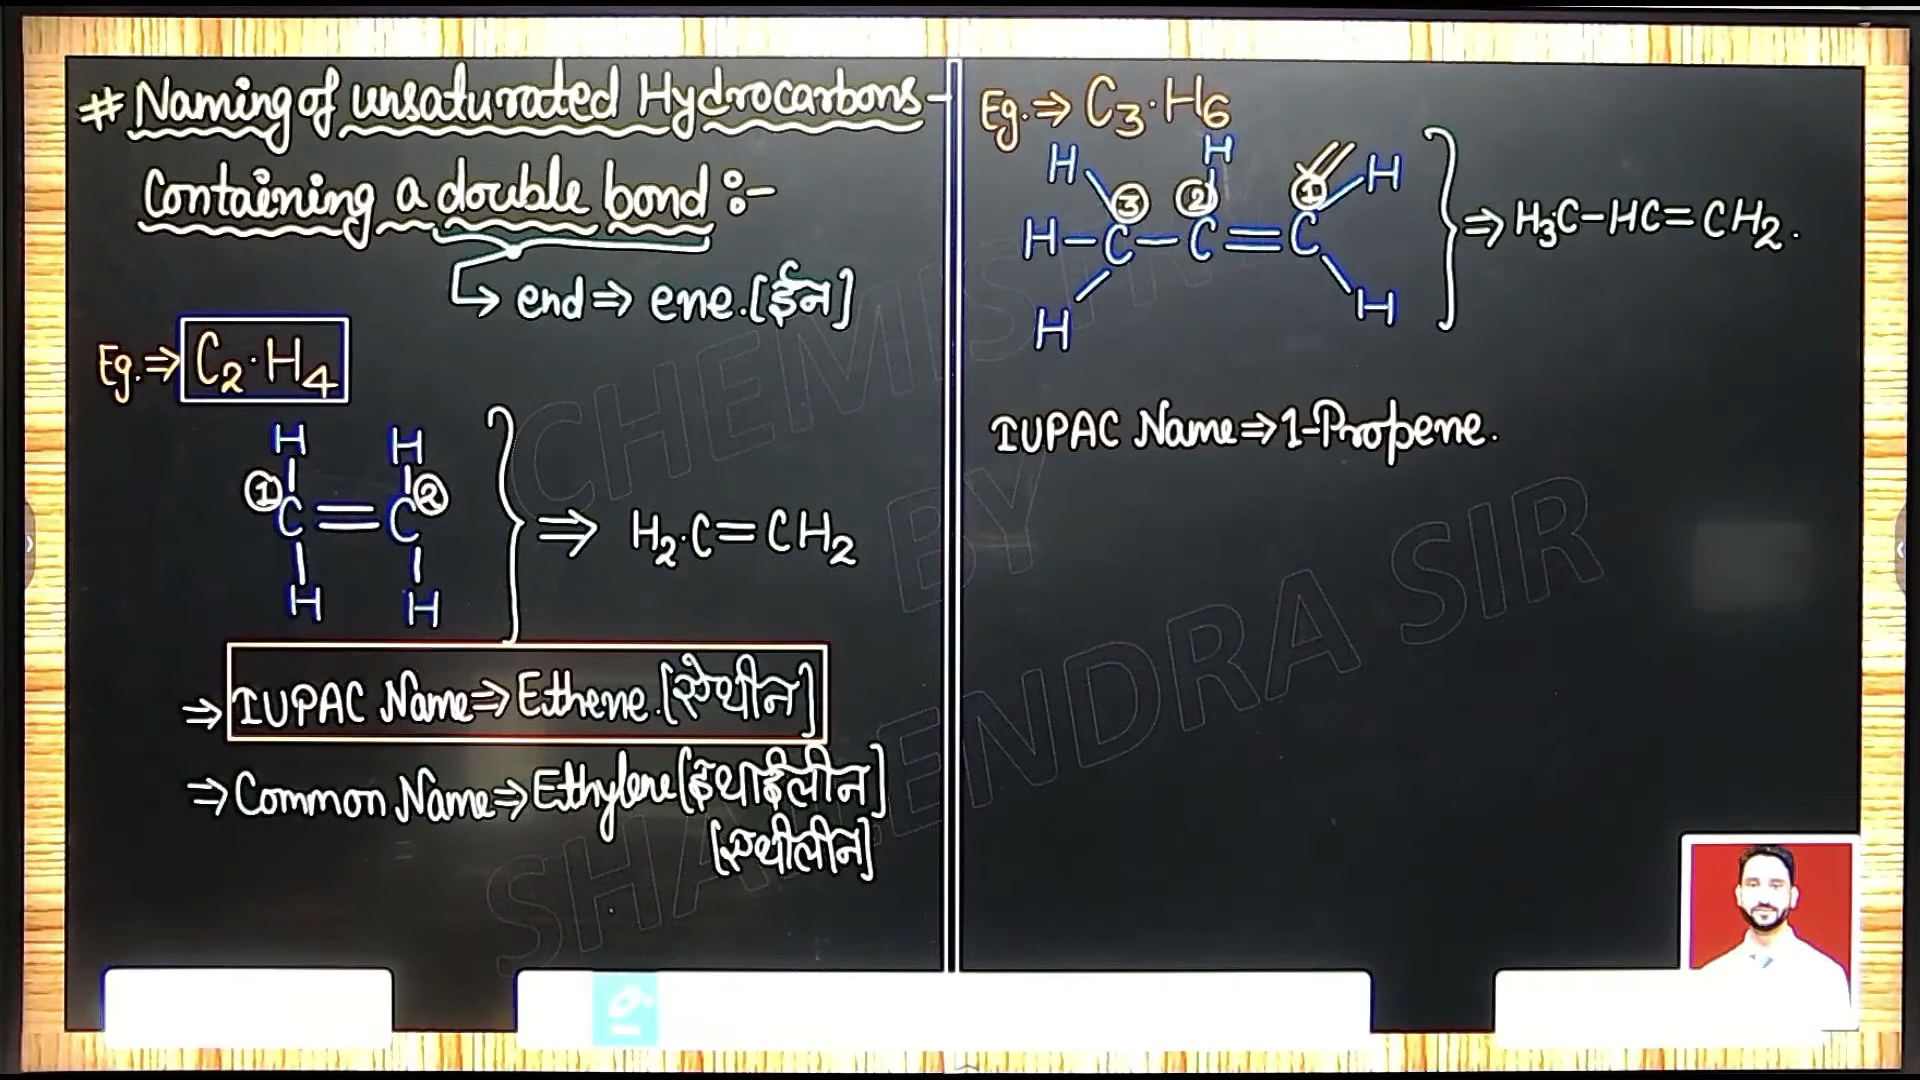 # Naming of unsaturated Hydrocarbons-
Containing a double bond :-
↳ end ⇒ ene. [ईन]
Eg. ⇒ C2·H4
H H
① C = C ②
H H
⇒ H2·C=CH2
⇒ IUPAC Name ⇒ Ethene. [एथीन]
⇒ Common Name ⇒ Ethylene [इथाईलीन]
[एथीलीन]
Eg. ⇒ C3·H6
H H H
③ ② ①
H-C-C=C
H H
⇒ H3C-HC=CH2.
IUPAC Name ⇒ 1-Propene.
CHEMISTRY
BY
SHAILENDRA SIR